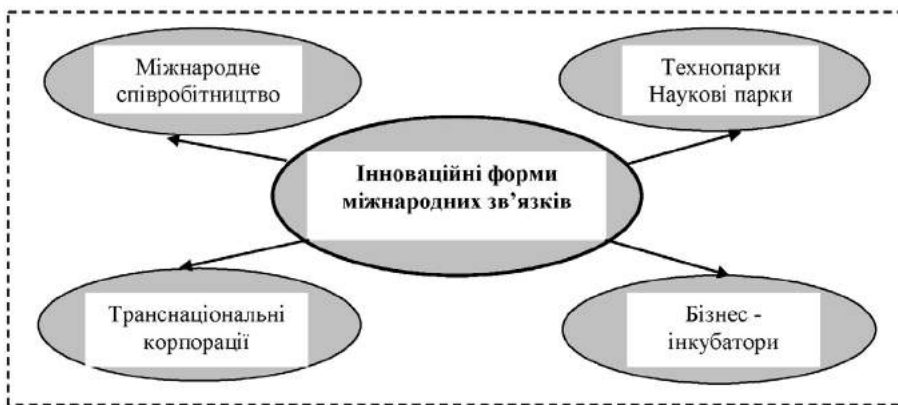 Міжнародне
співробітництво
Технопарки
Наукові парки
Інноваційні форми
міжнародних зв’язків
Транснаціональні
корпорації
Бізнес -
інкубатори